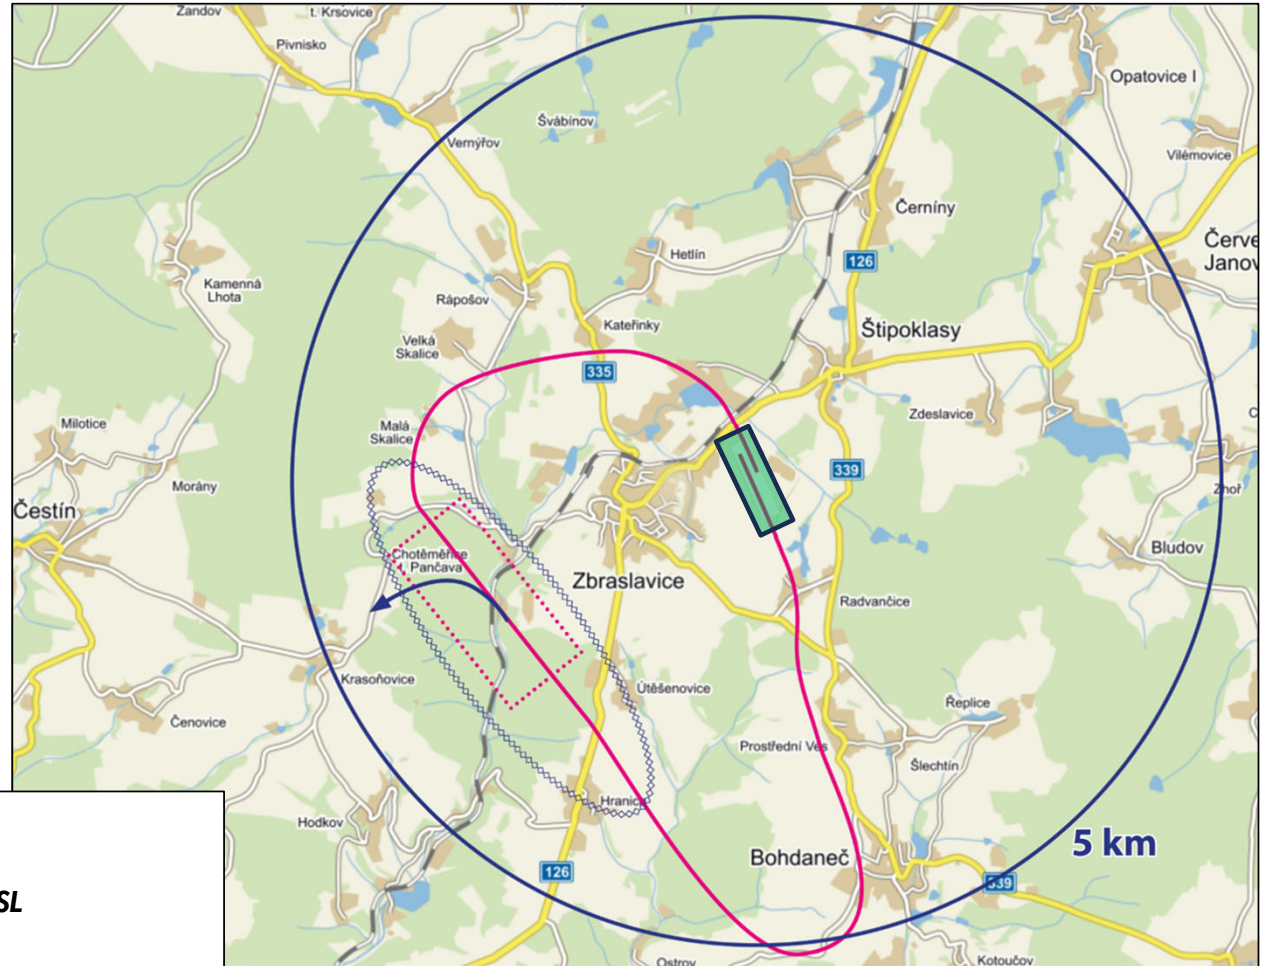 Zandov
t. Krsovice
Pivnisko
Opatovice I
Švábínov
Vernýřov
Vilémovice
Černíny
Hetlín
126
Kamenná
Lhota
Rápošov
Kateřinky
Štipoklasy
Velká
Skalice
335
Zdeslavice
Milotice
Malá
Skalice
339
Morány
Zhoř
Čestín
Bludov
Chotěměřice
Pančava
Zbraslavice
Radvančice
Krasoňovice
Útěšenovice
Řeplice
Čenovice
Prostřední Ves
Šlechtín
Hranice
Hodkov
5 km
Bohdaneč
126
339
SL
Ostrov
Kotoučov